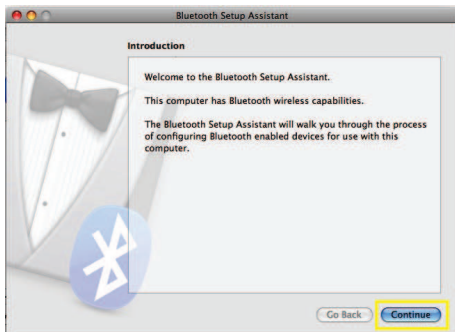 Bluetooth Setup Assistant
Introduction
Welcome to the Bluetooth Setup Assistant.
This computer has Bluetooth wireless capabilities.
The Bluetooth Setup Assistant will walk you through the process
of configuring Bluetooth enabled devices for use with this
computer.
Go Back Continue